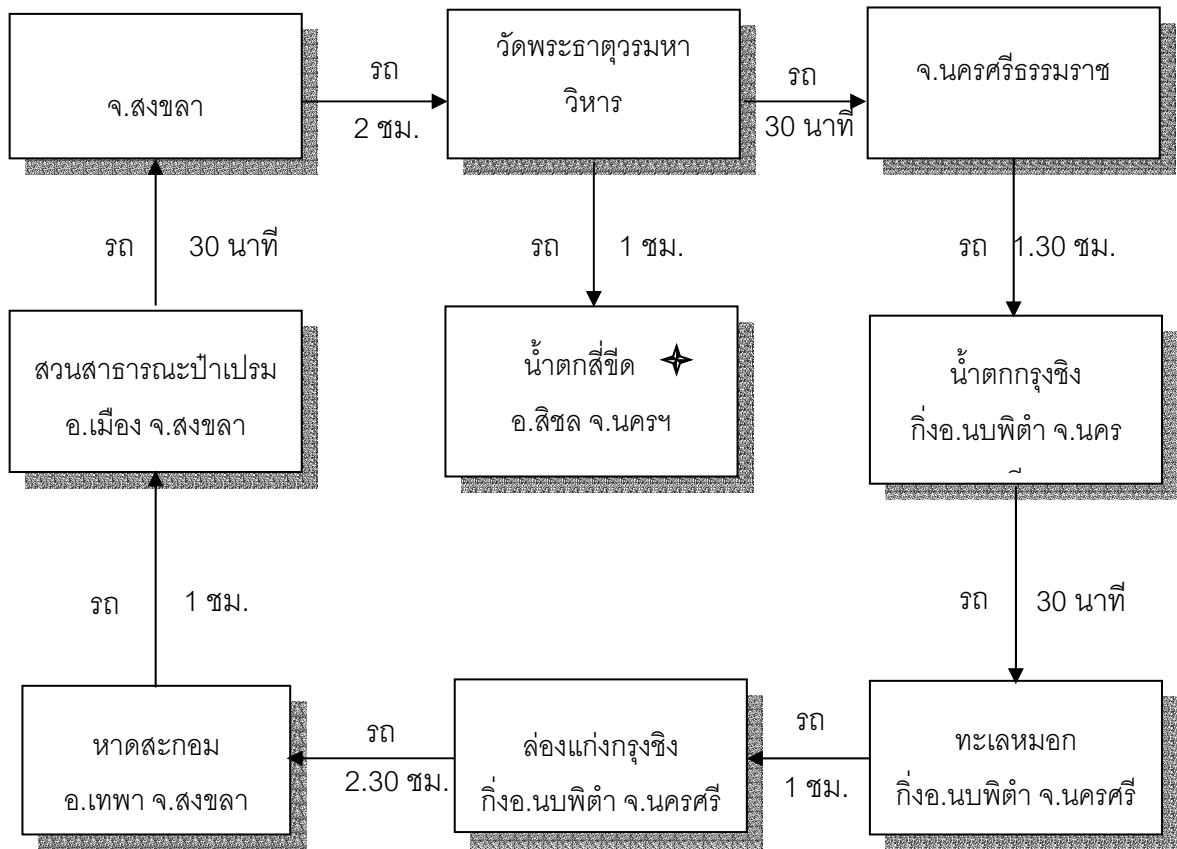 จ.สงขลา
รถ
2 ชม.
วัดพระธาตุวรมหา
วิหาร
รถ
30 นาที
จ.นครศรีธรรมราช
รถ
30 นาที
รถ
1 ชม.
รถ
1.30 ชม.
สวนสาธารณะป๋าเปรม
อ.เมือง จ.สงขลา
น้ำตกสี่ขีด
อ.สิชล จ.นครฯ
น้ำตกกรุงชิง
กิ่งอ.นบพิตำ จ.นคร
รถ
1 ชม.
รถ
30 นาที
หาดสะกอม
อ.เทพา จ.สงขลา
รถ
2.30 ชม.
ล่องแก่งกรุงชิง
กิ่งอ.นบพิตำ จ.นครศรี
รถ
1 ชม.
ทะเลหมอก
กิ่งอ.นบพิตำ จ.นครศรี